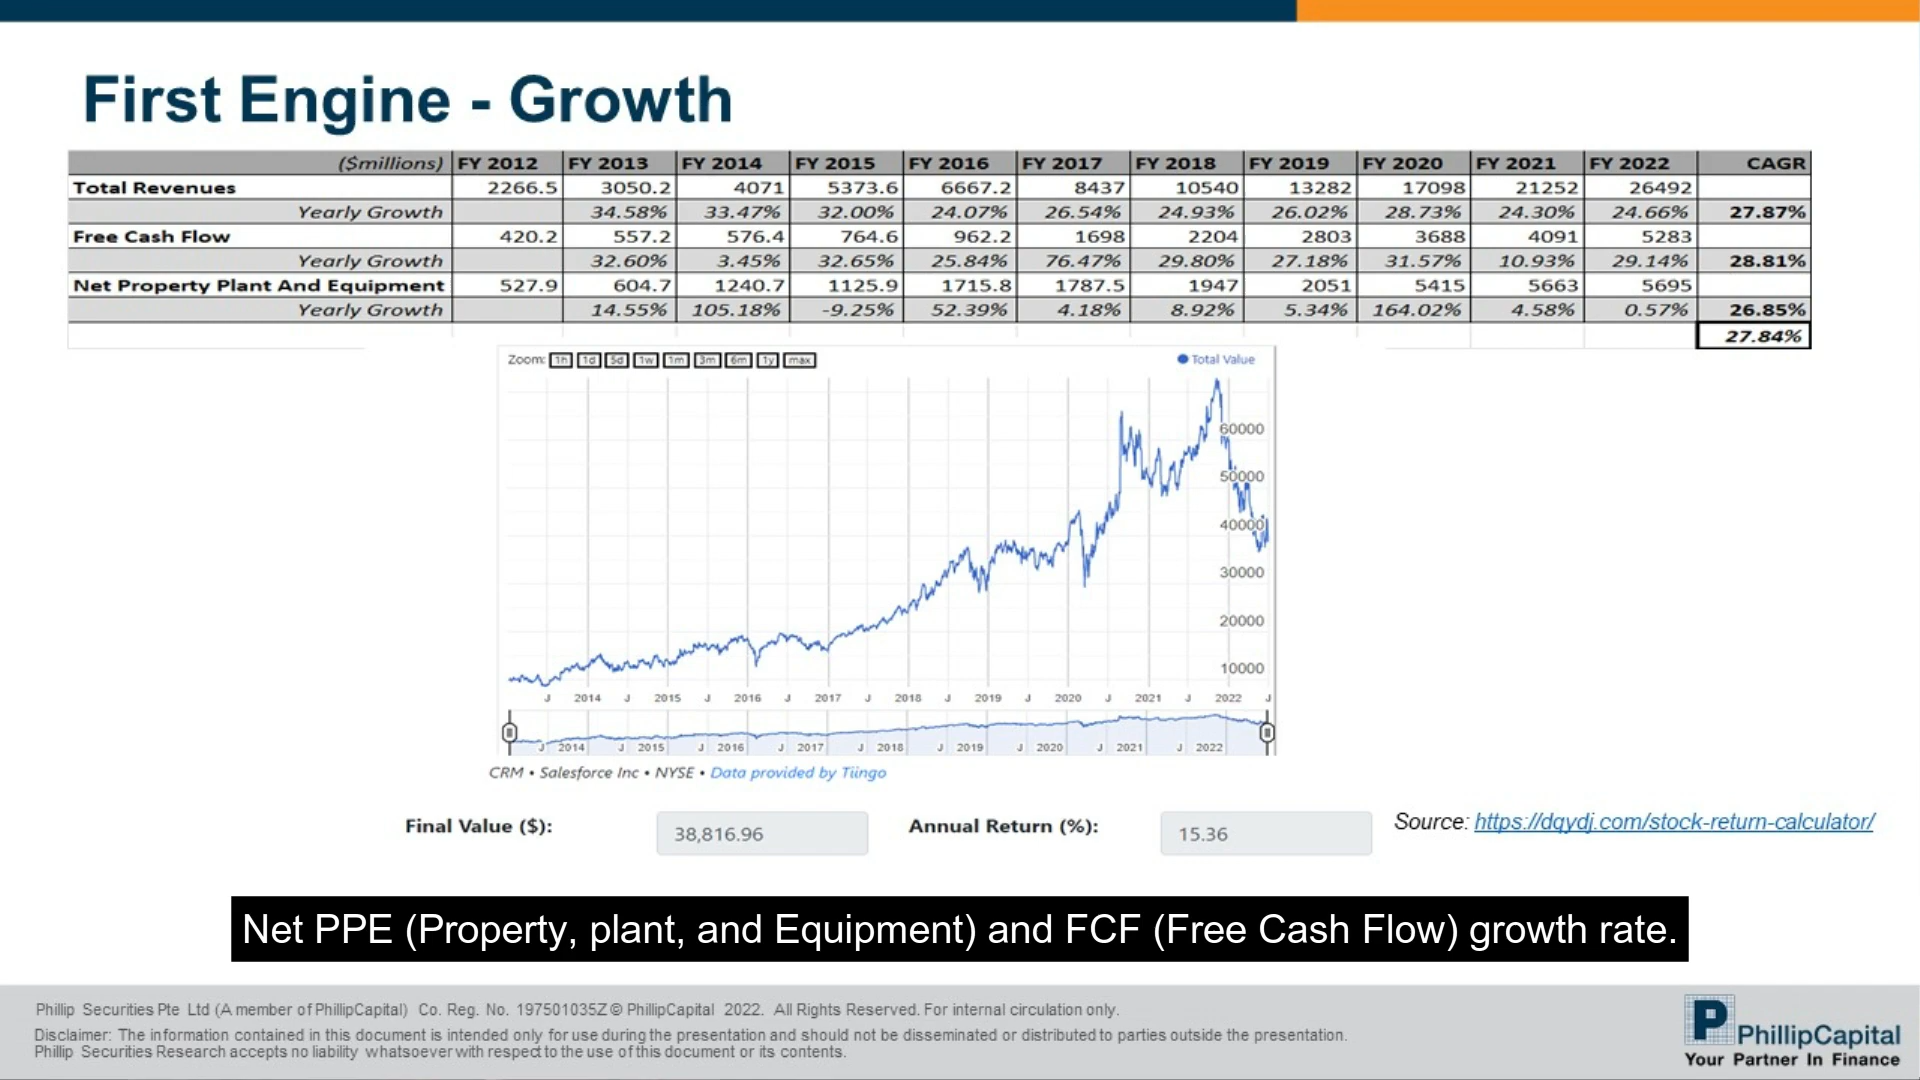 First Engine - Growth
($millions) FY 2012 FY 2013 FY 2014 FY 2015 FY 2016 FY 2017 FY 2018 FY 2019 FY 2020 FY 2021 FY 2022 CAGR
Total Revenues 2266.5 3050.2 4071 5373.6 6667.2 8437 10540 13282 17098 21252 26492
Yearly Growth 34.58% 33.47% 32.00% 24.07% 26.54% 24.93% 26.02% 28.73% 24.30% 24.66% 27.87%
Free Cash Flow 420.2 557.2 576.4 764.6 962.2 1698 2204 2803 3688 4091 5283
Yearly Growth 32.60% 3.45% 32.65% 25.84% 76.47% 29.80% 27.18% 31.57% 10.93% 29.14% 28.81%
Net Property Plant And Equipment 527.9 604.7 1240.7 1125.9 1715.8 1787.5 1947 2051 5415 5663 5695
Yearly Growth 14.55% 105.18% -9.25% 52.39% 4.18% 8.92% 5.34% 164.02% 4.58% 0.57% 26.85%
27.84%
Zoom: 1h 1d 5d 1w 1m 3m 6m 1y max Total Value
60000
50000
40000
30000
20000
10000
J 2014 J 2015 J 2016 J 2017 J 2018 J 2019 J 2020 J 2021 J 2022 J
J 2014 J 2015 J 2016 J 2017 J 2018 J 2019 J 2020 J 2021 J 2022
CRM • Salesforce Inc • NYSE • Data provided by Tiingo
Final Value ($): 38,816.96 Annual Return (%): 15.36 Source: https://dqydj.com/stock-return-calculator/
Net PPE (Property, plant, and Equipment) and FCF (Free Cash Flow) growth rate.
Phillip Securities Pte Ltd (A member of PhillipCapital) Co. Reg. No. 197501035Z © PhillipCapital 2022. All Rights Reserved. For internal circulation only.
Disclaimer: The information contained in this document is intended only for use during the presentation and should not be disseminated or distributed to parties outside the presentation.
Phillip Securities Research accepts no liability whatsoever with respect to the use of this document or its contents.
PhillipCapital
Your Partner In Finance